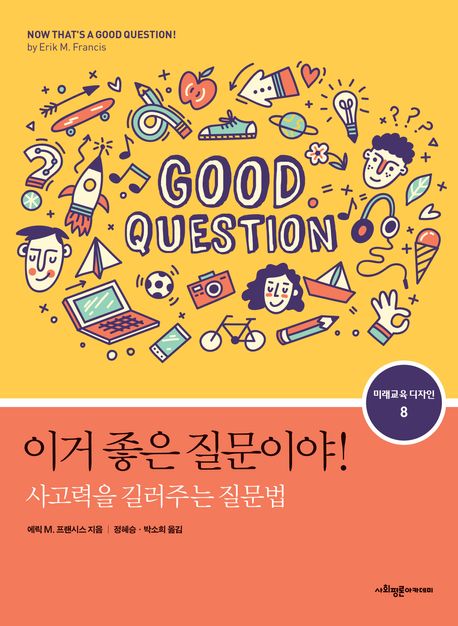 NOW THAT'S A GOOD QUESTION!
by Erik M. Francis
GOOD
QUESTION
미래교육 디자인
8
이거 좋은 질문이야!
사고력을 길러주는 질문법
에릭 M. 프랜시스 지음 | 정혜승 · 박소희 옮김
사회평론아카데미